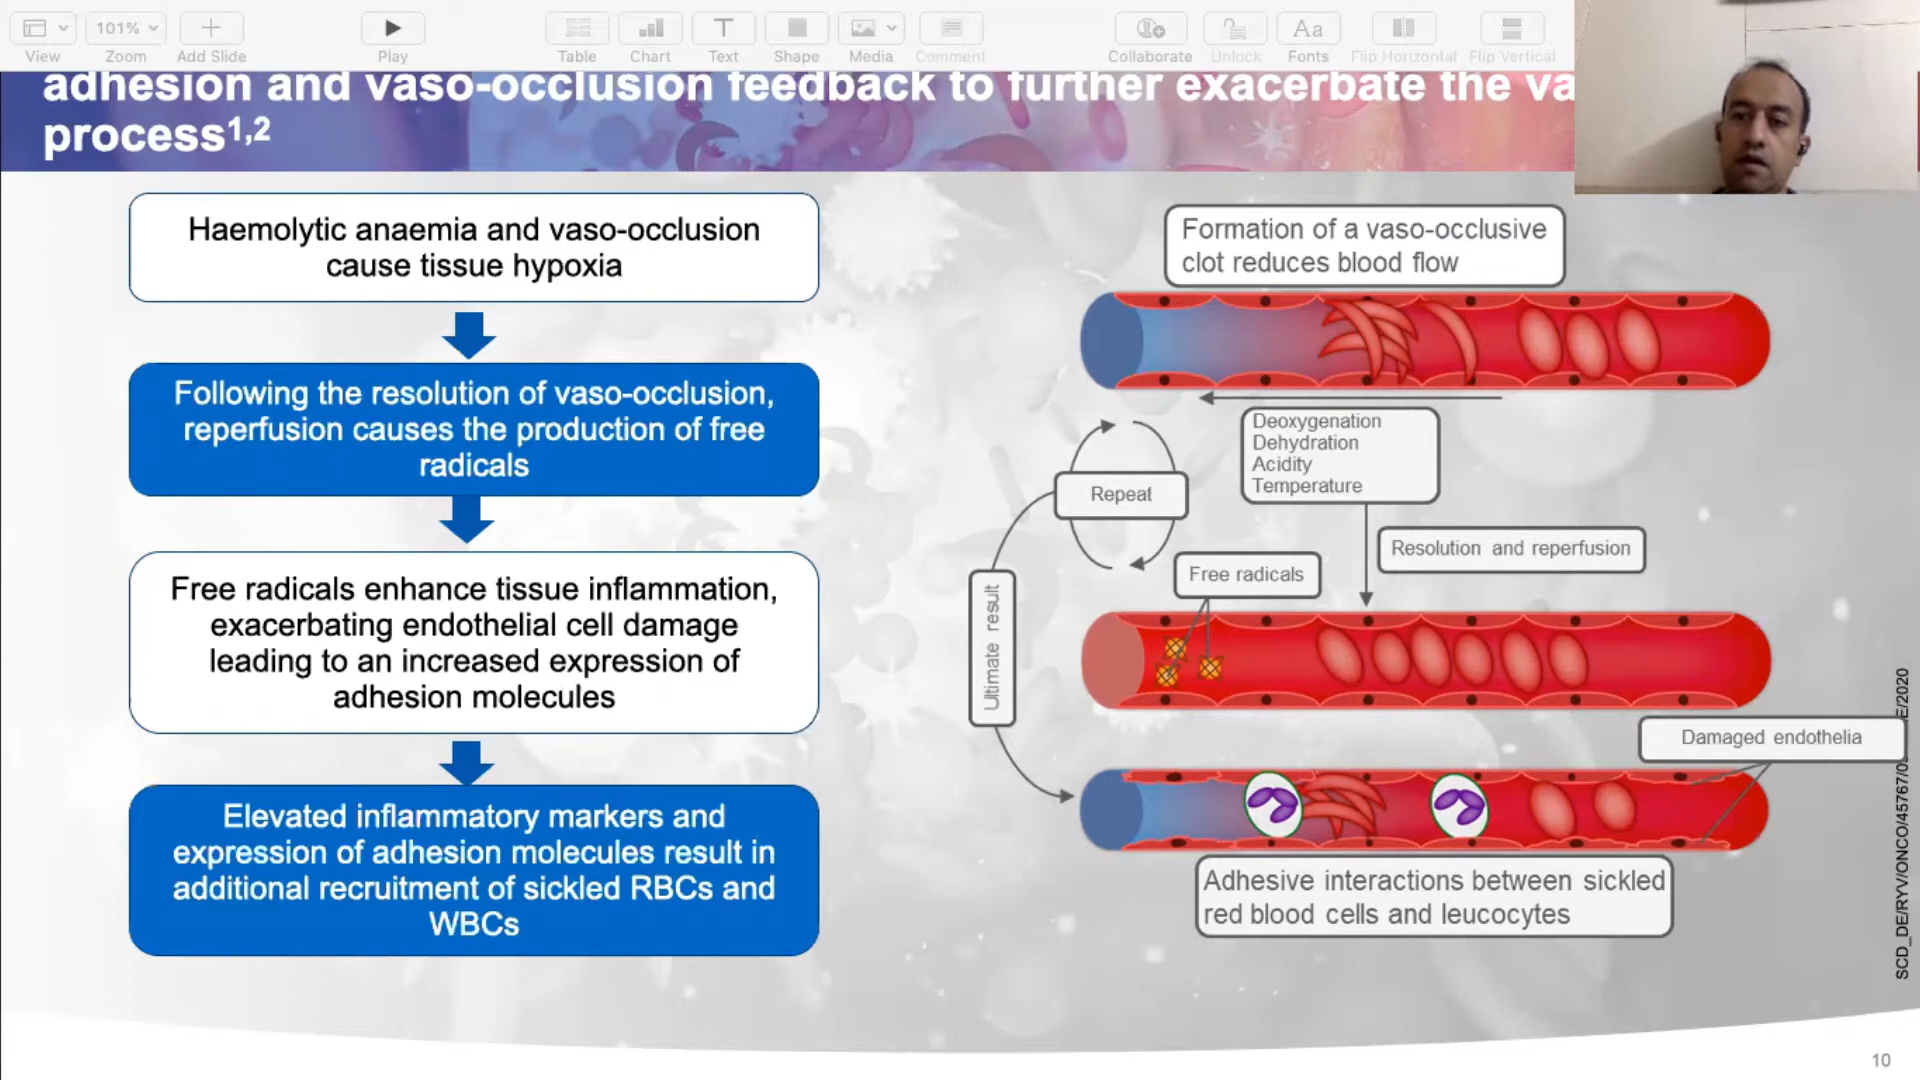 101%
View
Zoom
Add Slide
Play
Table
Chart
Text
Shape
Media
Comment
Collaborate
Unlock
Aa
Fonts
Flip Horizontal
Flip Vertical
adhesion and vaso-occlusion feedback to further exacerbate the
process1,2
Haemolytic anaemia and vaso-occlusion
cause tissue hypoxia
Following the resolution of vaso-occlusion,
reperfusion causes the production of free
radicals
Free radicals enhance tissue inflammation,
exacerbating endothelial cell damage
leading to an increased expression of
adhesion molecules
Elevated inflammatory markers and
expression of adhesion molecules result in
additional recruitment of sickled RBCs and
WBCs
Formation of a vaso-occlusive
clot reduces blood flow
Deoxygenation
Dehydration
Acidity
Temperature
Repeat
Resolution and reperfusion
Free radicals
Ultimate result
Damaged endothelia
Adhesive interactions between sickled
red blood cells and leucocytes
10